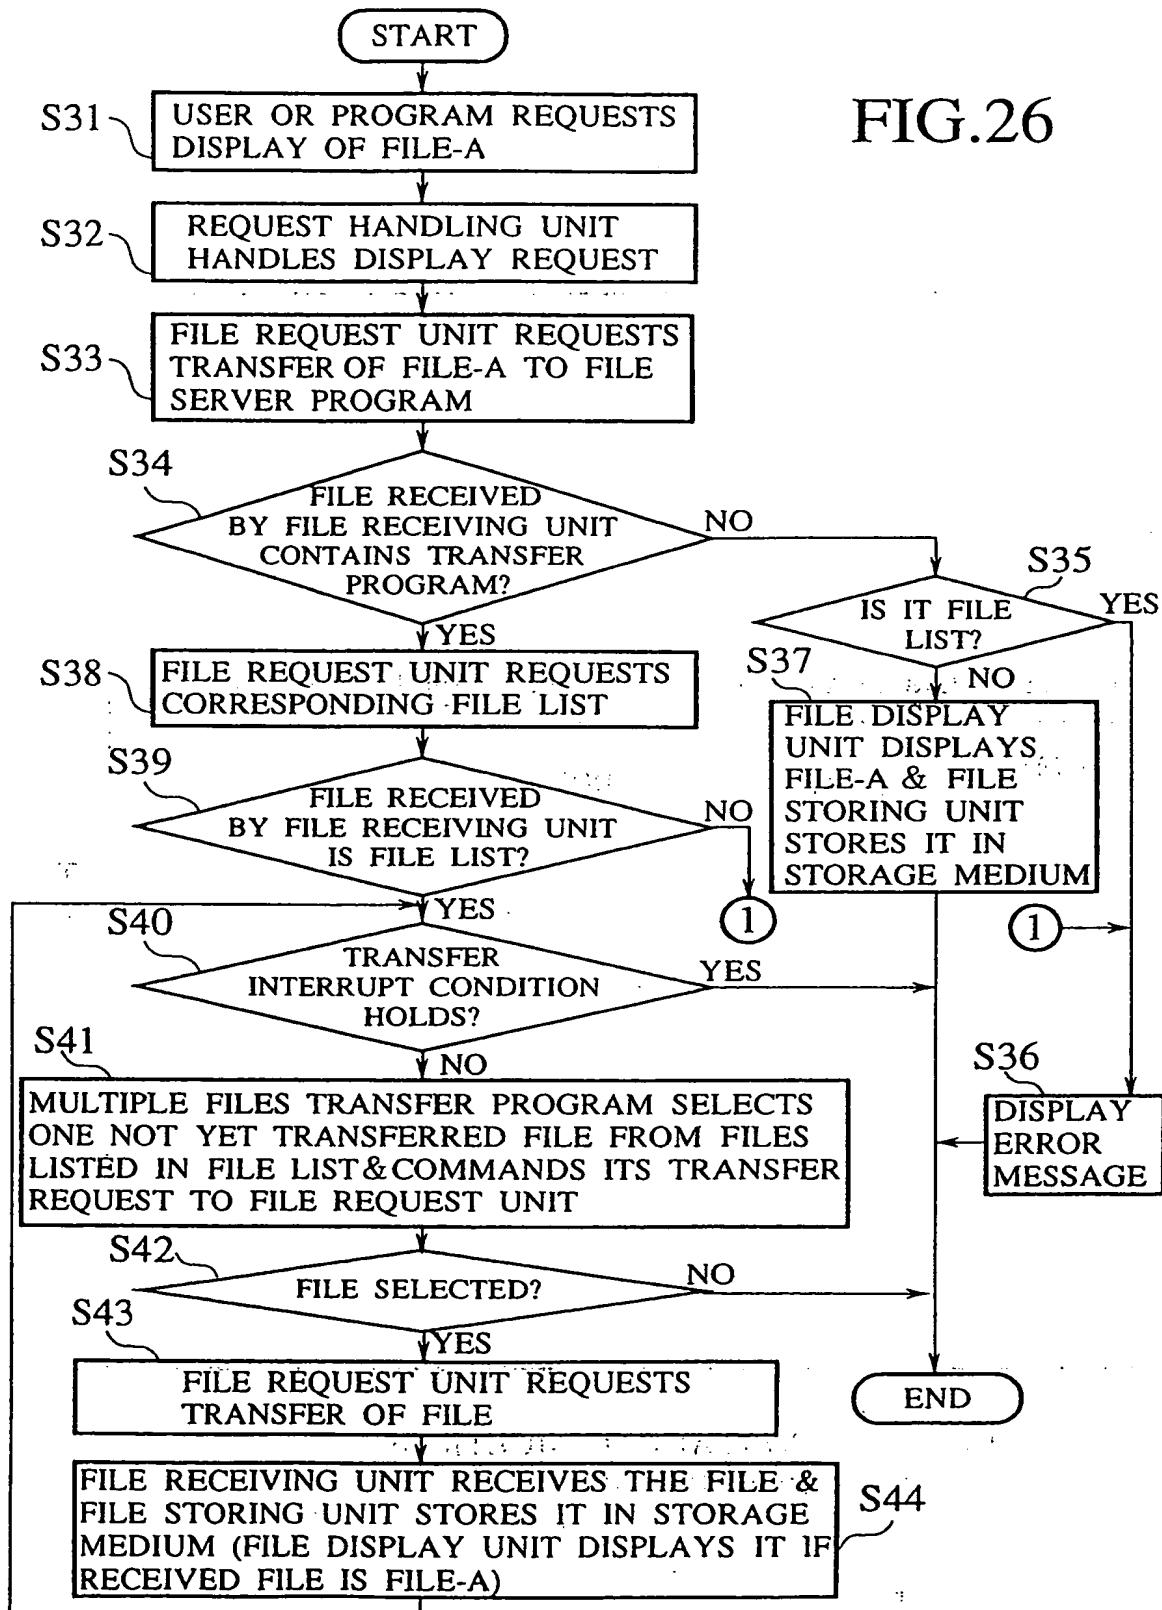 START
FIG.26
S31
USER OR PROGRAM REQUESTS
DISPLAY OF FILE-A
S32
REQUEST HANDLING UNIT
HANDLES DISPLAY REQUEST
S33
FILE REQUEST UNIT REQUESTS
TRANSFER OF FILE-A TO FILE
SERVER PROGRAM
S34
FILE RECEIVED
BY FILE RECEIVING UNIT
CONTAINS TRANSFER
PROGRAM?
NO
YES
S35
IS IT FILE
LIST?
YES
NO
S37
FILE DISPLAY
UNIT DISPLAYS
FILE-A & FILE
STORING UNIT
STORES IT IN
STORAGE MEDIUM
S38
FILE REQUEST UNIT REQUESTS
CORRESPONDING FILE LIST
S39
FILE RECEIVED
BY FILE RECEIVING UNIT
IS FILE LIST?
NO
YES
1
1
S40
TRANSFER
INTERRUPT CONDITION
HOLDS?
YES
NO
S36
DISPLAY
ERROR
MESSAGE
S41
MULTIPLE FILES TRANSFER PROGRAM SELECTS
ONE NOT YET TRANSFERRED FILE FROM FILES
LISTED IN FILE LIST&COMMANDS ITS TRANSFER
REQUEST TO FILE REQUEST UNIT
S42
FILE SELECTED?
NO
YES
S43
FILE REQUEST UNIT REQUESTS
TRANSFER OF FILE
END
S44
FILE RECEIVING UNIT RECEIVES THE FILE &
FILE STORING UNIT STORES IT IN STORAGE
MEDIUM (FILE DISPLAY UNIT DISPLAYS IT IF
RECEIVED FILE IS FILE-A)